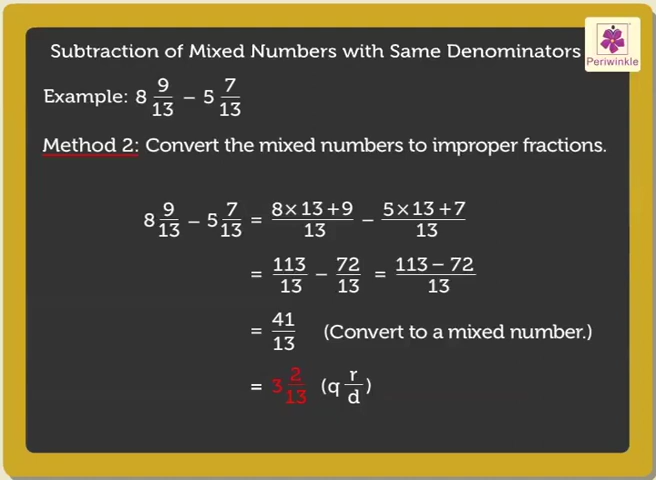 Subtraction of Mixed Numbers with Same Denominators
Periwinkle
Example: 8 9/13 – 5 7/13
Method 2: Convert the mixed numbers to improper fractions.
8 9/13 – 5 7/13 = 8×13+9/13 – 5×13+7/13
= 113/13 – 72/13 = 113–72/13
= 41/13 (Convert to a mixed number.)
= 3 2/13 (q r/d)